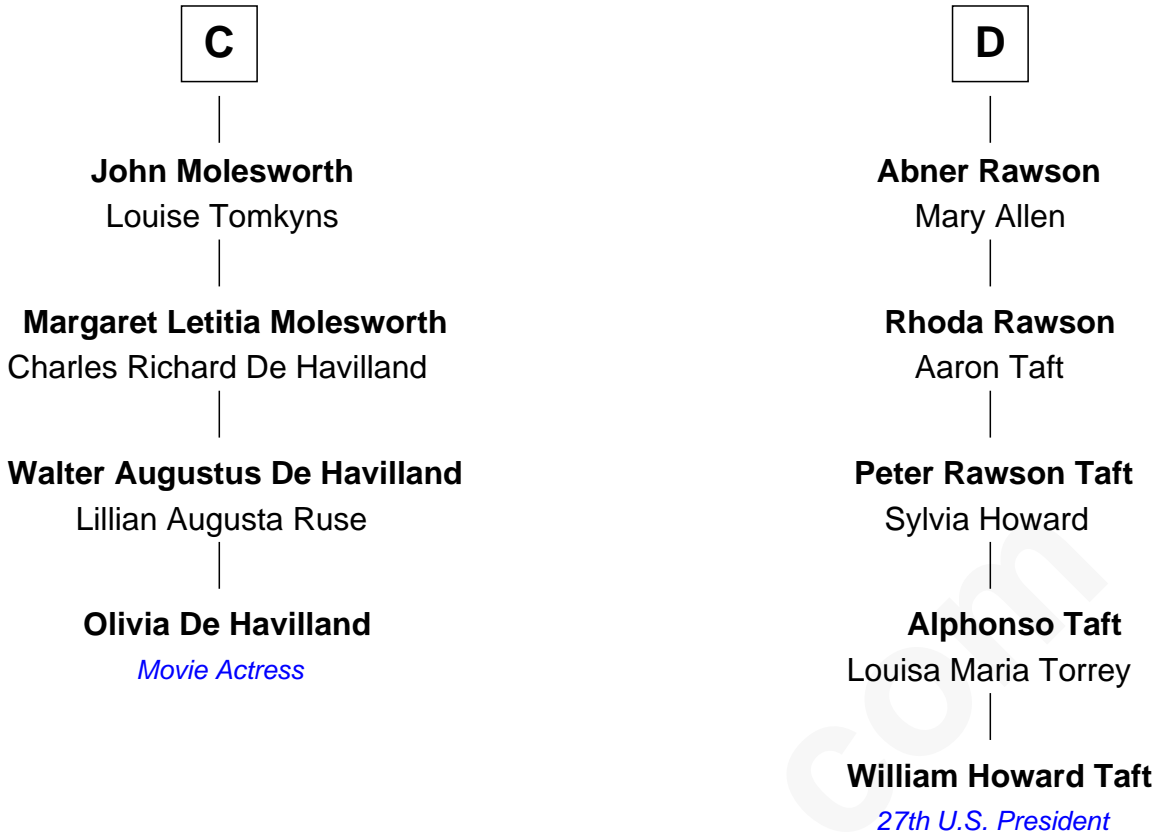 C
John Molesworth
Louise Tomkyns
Margaret Letitia Molesworth
Charles Richard De Havilland
Walter Augustus De Havilland
Lillian Augusta Ruse
Olivia De Havilland
Movie Actress
D
Abner Rawson
Mary Allen
Rhoda Rawson
Aaron Taft
Peter Rawson Taft
Sylvia Howard
Alphonso Taft
Louisa Maria Torrey
William Howard Taft
27th U.S. President
com